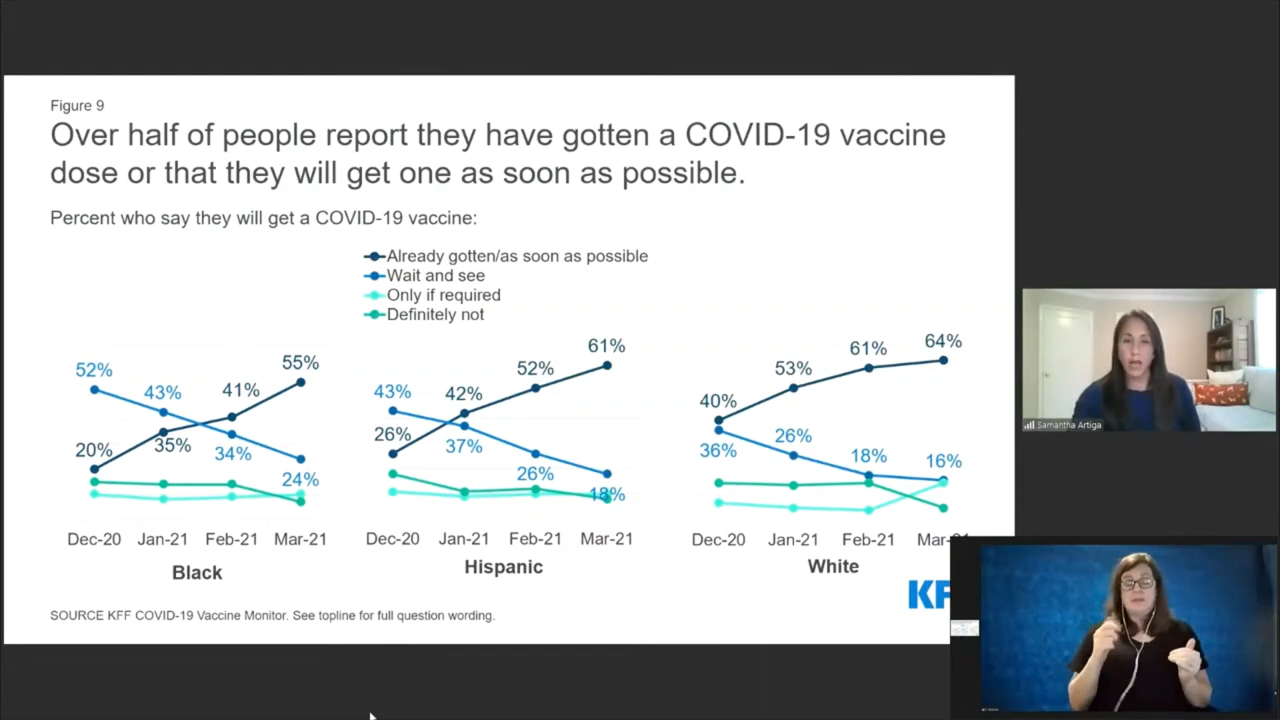 Figure 9
Over half of people report they have gotten a COVID-19 vaccine
dose or that they will get one as soon as possible.
Percent who say they will get a COVID-19 vaccine:
Already gotten/as soon as possible
Wait and see
Only if required
Definitely not
52% 43% 41% 55%
20% 35% 34% 24%
Dec-20 Jan-21 Feb-21 Mar-21
Black
43% 42% 52% 61%
26% 37% 26% 18%
Dec-20 Jan-21 Feb-21 Mar-21
Hispanic
40% 53% 61% 64%
36% 26% 18% 16%
Dec-20 Jan-21 Feb-21 Mar-
White
KF
SOURCE KFF COVID-19 Vaccine Monitor. See topline for full question wording.
Samantha Artiga